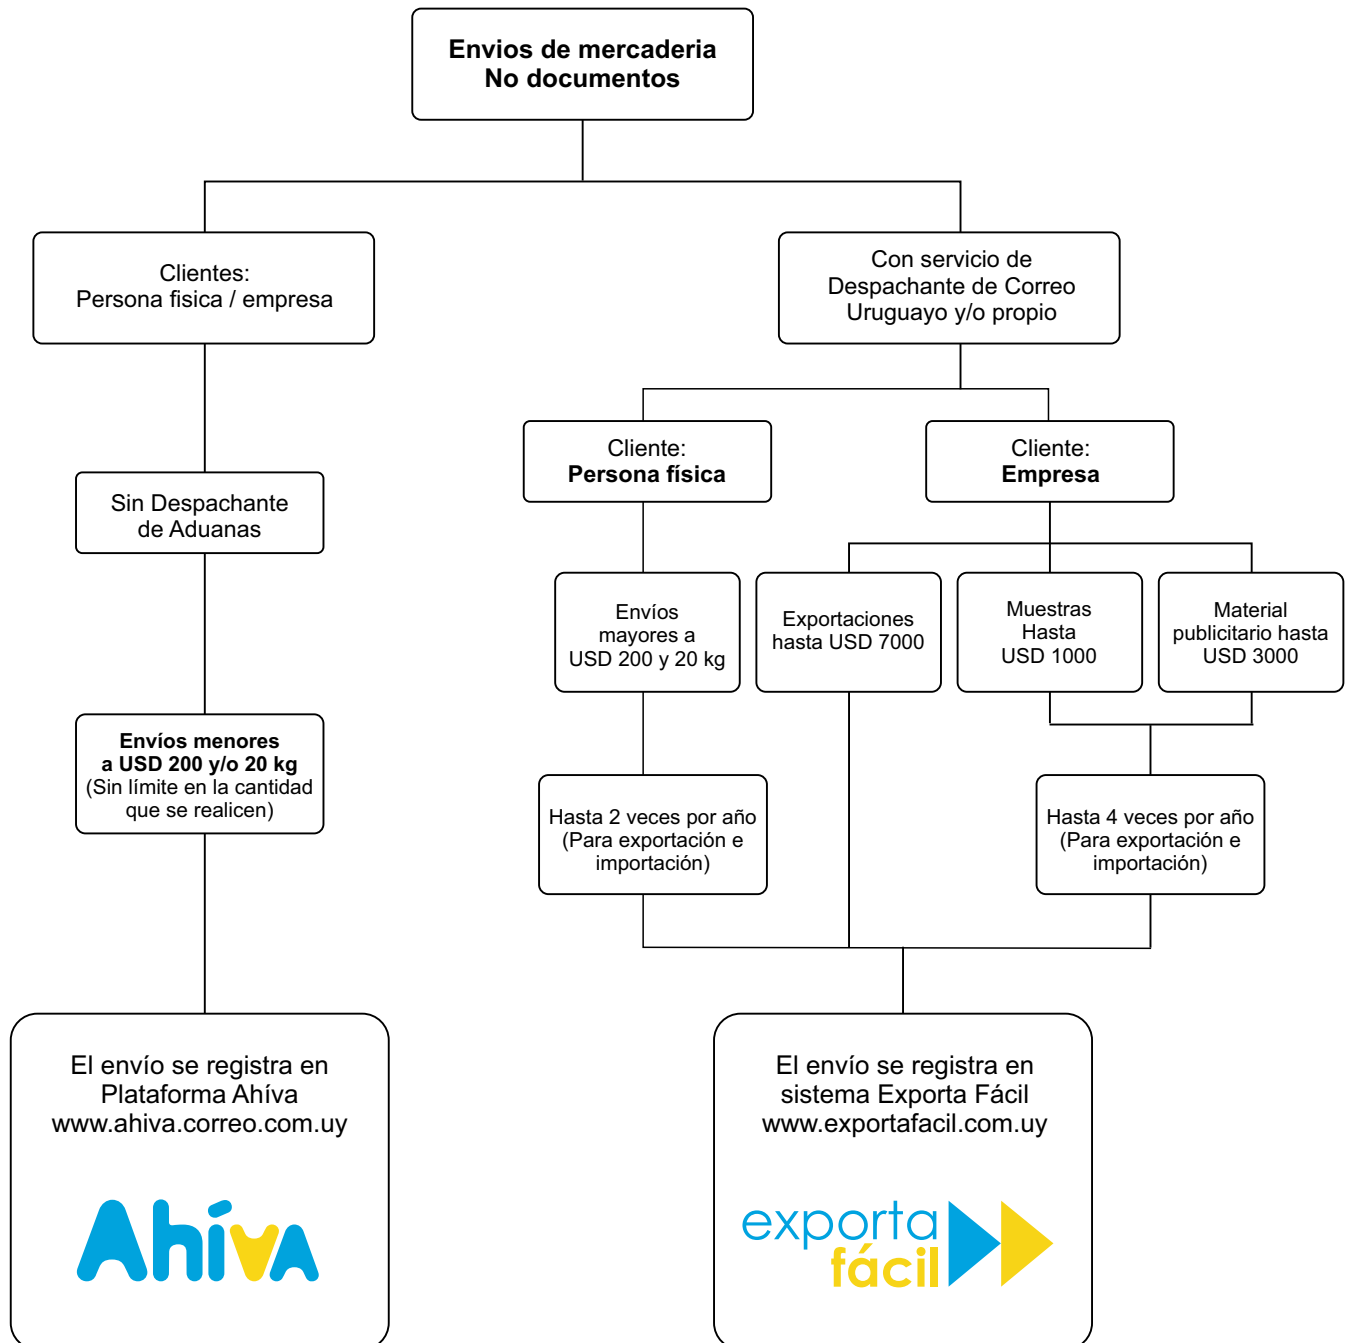 Envios de mercaderia
No documentos
Clientes:
Persona fisica / empresa
Con servicio de
Despachante de Correo
Uruguayo y/o propio
Cliente:
Persona física
Cliente:
Empresa
Sin Despachante
de Aduanas
Envíos
mayores a
USD 200 y 20 kg
Exportaciones
hasta USD 7000
Muestras
Hasta
USD 1000
Material
publicitario hasta
USD 3000
Envíos menores
a USD 200 y/o 20 kg
(Sin límite en la cantidad
que se realicen)
Hasta 2 veces por año
(Para exportación e
importación)
Hasta 4 veces por año
(Para exportación e
importación)
El envío se registra en
Plataforma Ahíva
www.ahiva.correo.com.uy
Ahíva
El envío se registra en
sistema Exporta Fácil
www.exportafacil.com.uy
exporta
fácil